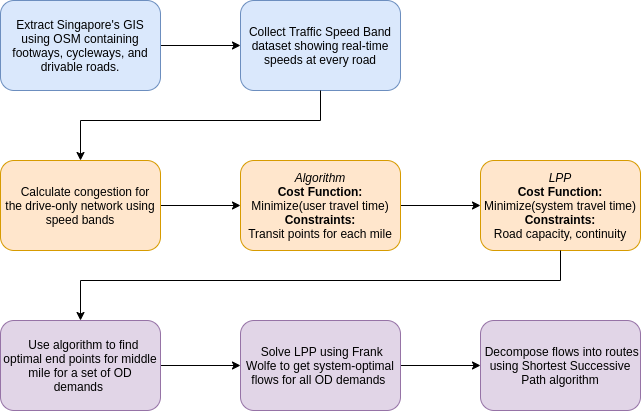 Extract Singapore's GIS
using OSM containing
footways, cycleways, and
drivable roads.
Collect Traffic Speed Band
dataset showing real-time
speeds at every road
Calculate congestion for
the drive-only network using
speed bands
Algorithm
Cost Function:
Minimize(user travel time)
Constraints:
Transit points for each mile
LPP
Cost Function:
Minimize(system travel time)
Constraints:
Road capacity, continuity
Use algorithm to find
optimal end points for middle
mile for a set of OD
demands
Solve LPP using Frank
Wolfe to get system-optimal
flows for all OD demands
Decompose flows into routes
using Shortest Successive
Path algorithm